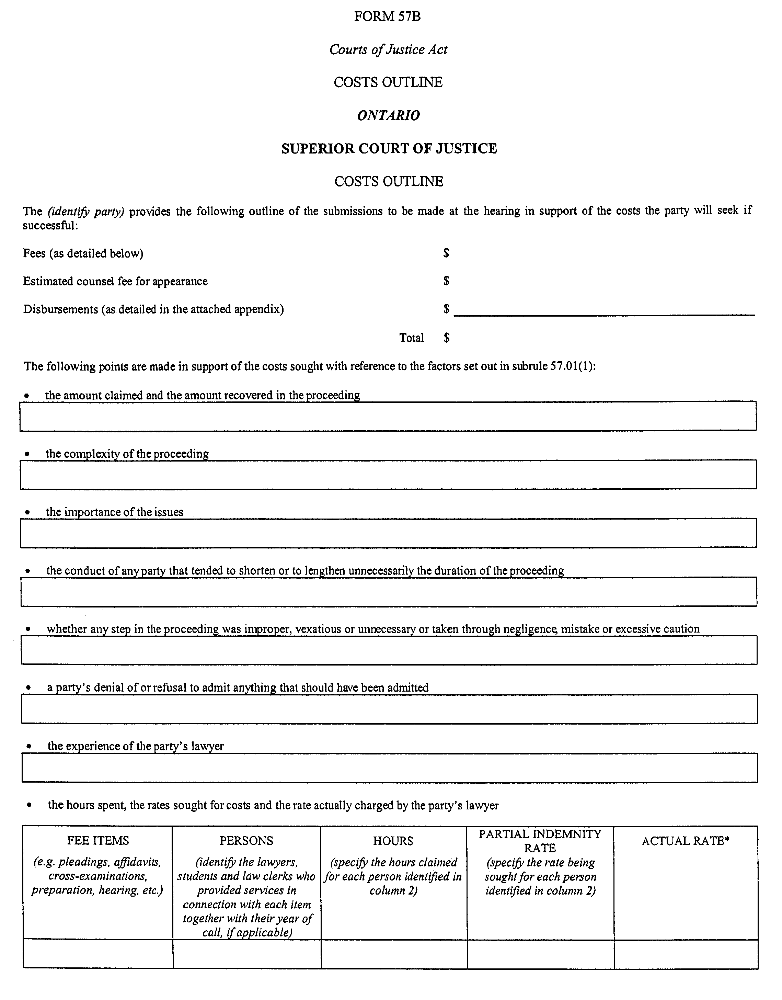 FORM 57B
Courts of Justice Act
COSTS OUTLINE
ONTARIO
SUPERIOR COURT OF JUSTICE
COSTS OUTLINE
The (identify party) provides the following outline of the submissions to be made at the hearing in support of the costs the party will seek if
successful:
Fees (as detailed below) $
Estimated counsel fee for appearance $
Disbursements (as detailed in the attached appendix) $
Total $
The following points are made in support of the costs sought with reference to the factors set out in subrule 57.01(1):
• the amount claimed and the amount recovered in the proceeding
• the complexity of the proceeding
• the importance of the issues
• the conduct of any party that tended to shorten or to lengthen unnecessarily the duration of the proceeding
• whether any step in the proceeding was improper, vexatious or unnecessary or taken through negligence, mistake or excessive caution
• a party's denial of or refusal to admit anything that should have been admitted
• the experience of the party's lawyer
• the hours spent, the rates sought for costs and the rate actually charged by the party's lawyer
FEE ITEMS
(e.g. pleadings, affidavits,
cross-examinations,
preparation, hearing, etc.)
PERSONS
(identify the lawyers,
students and law clerks who
provided services in
connection with each item
together with their year of
call, if applicable)
HOURS
(specify the hours claimed
for each person identified in
column 2)
PARTIAL INDEMNITY
RATE
(specify the rate being
sought for each person
identified in column 2)
ACTUAL RATE*